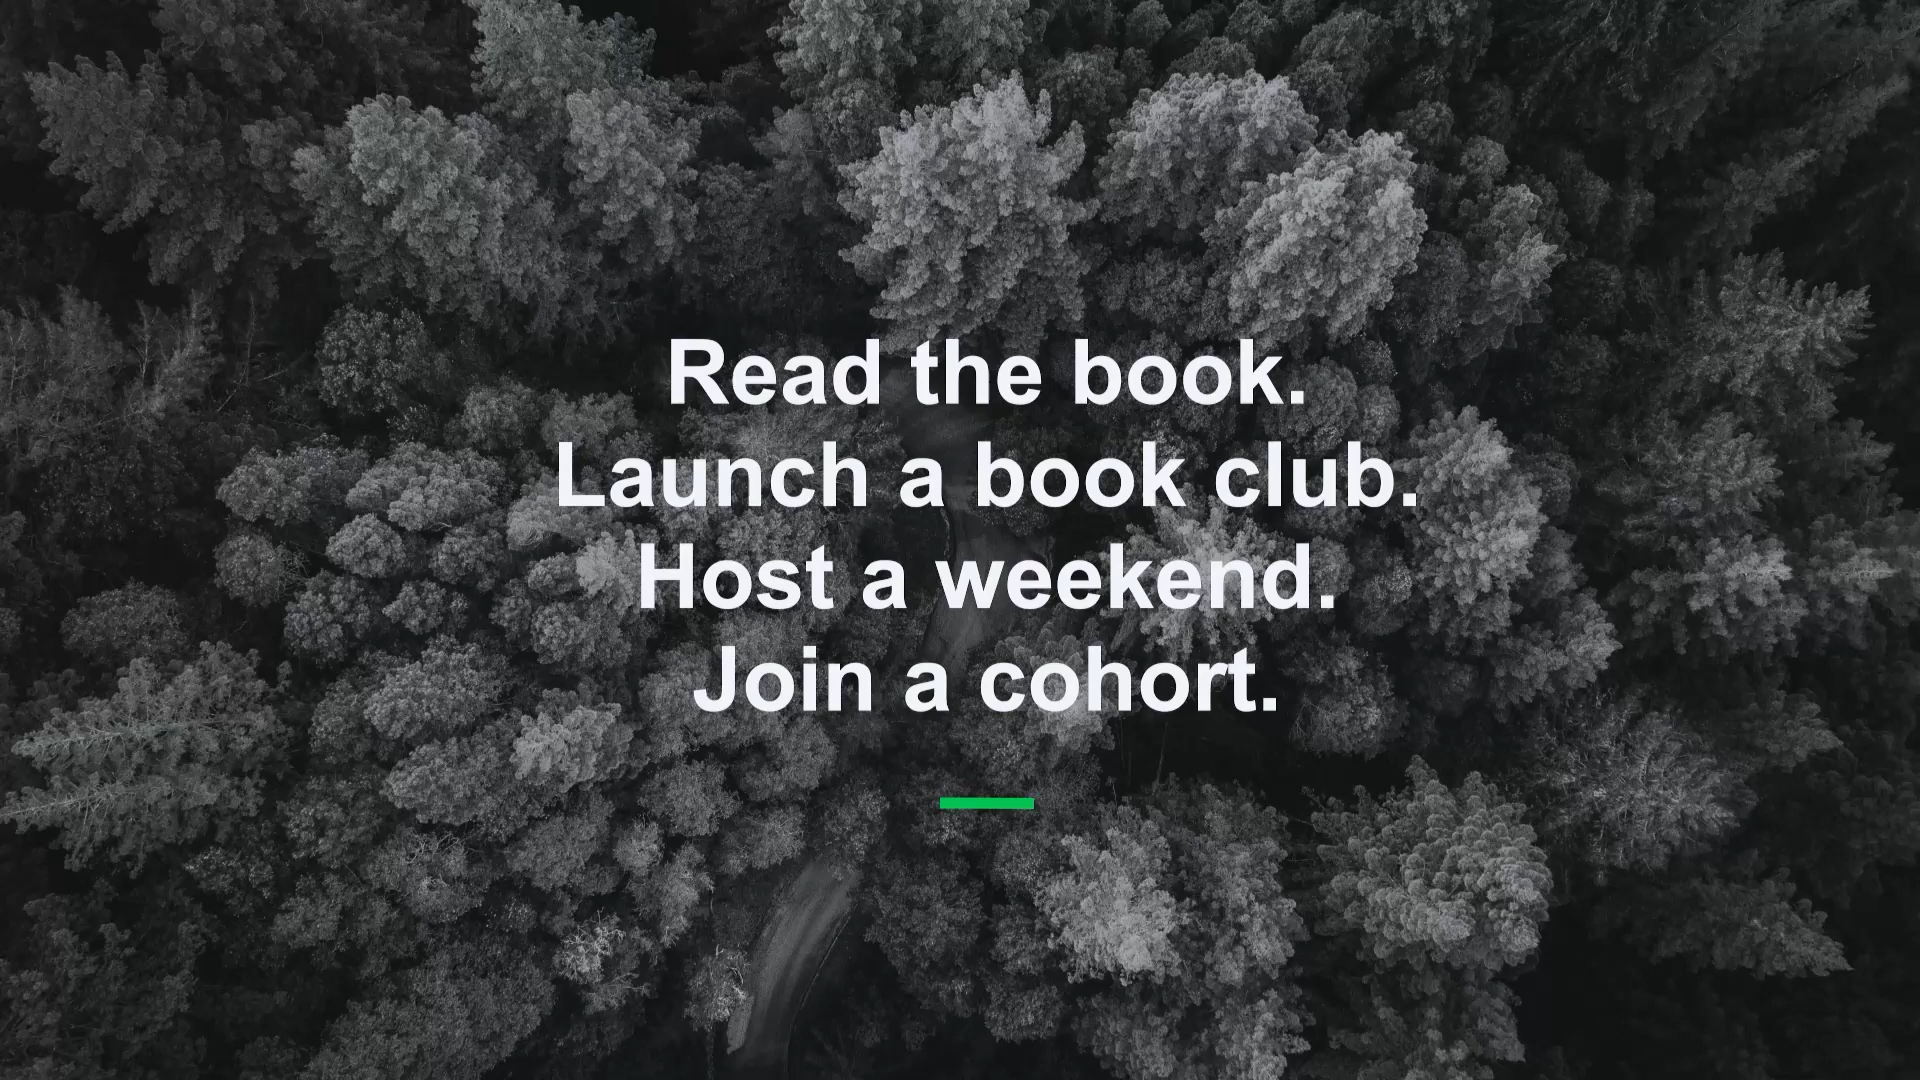 Read the book.
Launch a book club.
Host a weekend.
Join a cohort.